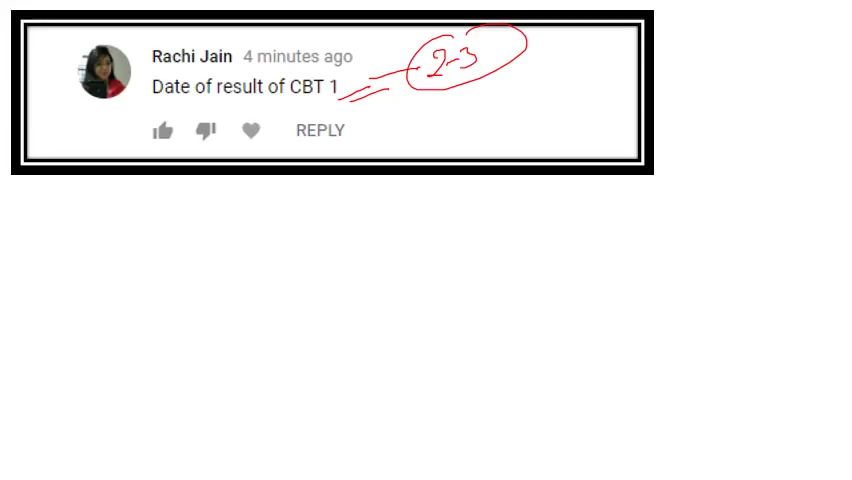 Rachi Jain 4 minutes ago
2-3
Date of result of CBT 1
REPLY